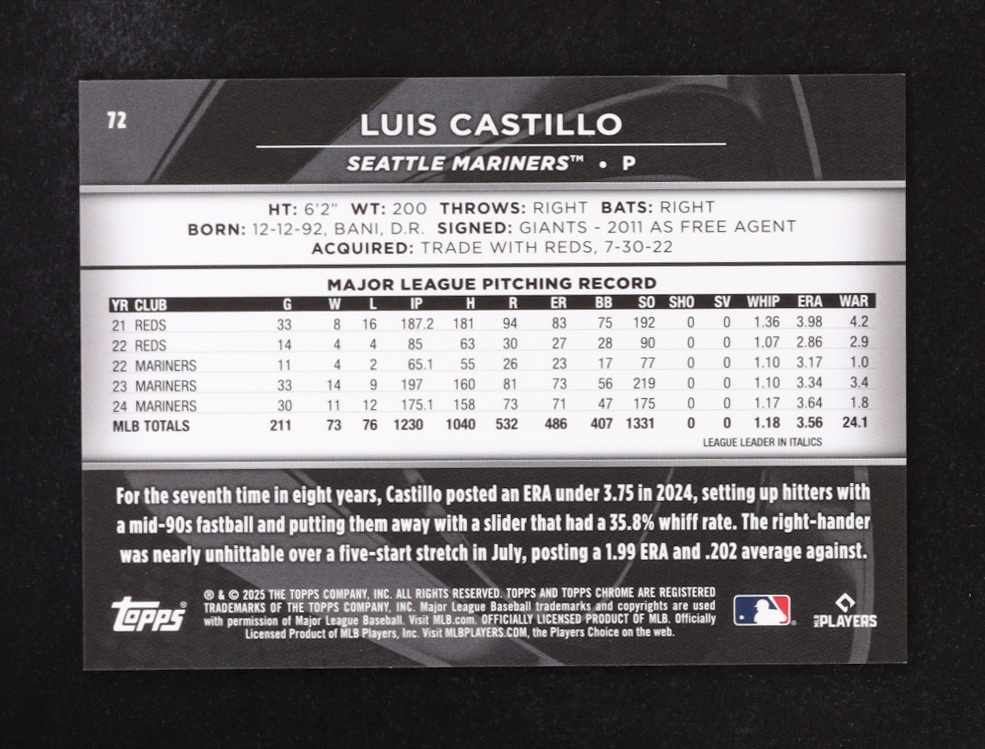 72
LUIS CASTILLO
SEATTLE MARINERS™ • P
HT: 6'2" WT: 200 THROWS: RIGHT BATS: RIGHT
BORN: 12-12-92, BANI, D.R. SIGNED: GIANTS - 2011 AS FREE AGENT
ACQUIRED: TRADE WITH REDS, 7-30-22
MAJOR LEAGUE PITCHING RECORD
YR CLUB G W L IP H R ER BB SO SHO SV WHIP ERA WAR
21 REDS 33 8 16 187.2 181 94 83 75 192 0 0 1.36 3.98 4.2
22 REDS 14 4 4 85 63 30 27 28 90 0 0 1.07 2.86 2.9
22 MARINERS 11 4 2 65.1 55 26 23 17 77 0 0 1.10 3.17 1.0
23 MARINERS 33 14 9 197 160 81 73 56 219 0 0 1.10 3.34 3.4
24 MARINERS 30 11 12 175.1 158 73 71 47 175 0 0 1.17 3.64 1.8
MLB TOTALS 211 73 76 1230 1040 532 486 407 1331 0 0 1.18 3.56 24.1
LEAGUE LEADER IN ITALICS
For the seventh time in eight years, Castillo posted an ERA under 3.75 in 2024, setting up hitters with
a mid-90s fastball and putting them away with a slider that had a 35.8% whiff rate. The right-hander
was nearly unhittable over a five-start stretch in July, posting a 1.99 ERA and .202 average against.
topps®
® & © 2025 THE TOPPS COMPANY, INC. ALL RIGHTS RESERVED. TOPPS AND TOPPS CHROME ARE REGISTERED
TRADEMARKS OF THE TOPPS COMPANY, INC. Major League Baseball trademarks and copyrights are used
with permission of Major League Baseball. Visit MLB.com. OFFICIALLY LICENSED PRODUCT OF MLB. Officially
Licensed Product of MLB Players, Inc. Visit MLBPLAYERS.COM, the Players Choice on the web.
MLB PLAYERS